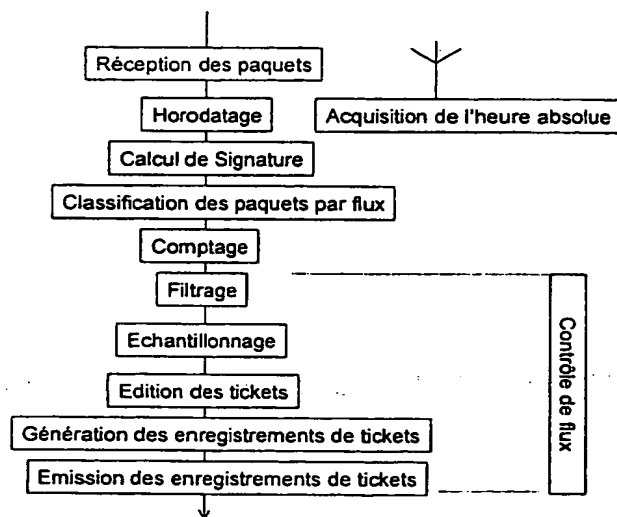 Réception des paquets
Horodatage
Acquisition de l'heure absolue
Calcul de Signature
Classification des paquets par flux
Comptage
Filtrage
Echantillonnage
Edition des tickets
Génération des enregistrements de tickets
Emission des enregistrements de tickets
Contrôle de flux